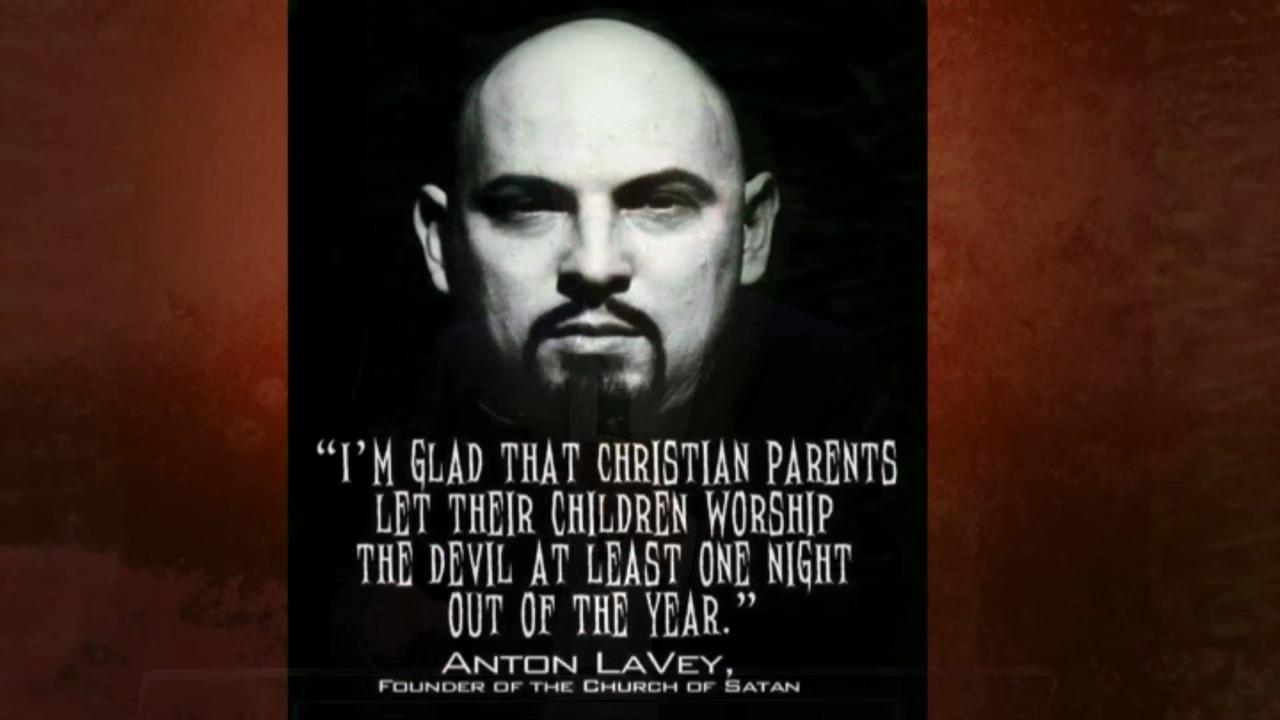 “I’M GLAD THAT CHRISTIAN PARENTS
LET THEIR CHILDREN WORSHIP
THE DEVIL AT LEAST ONE NIGHT
OUT OF THE YEAR.”
ANTON LAVEY,
FOUNDER OF THE CHURCH OF SATAN